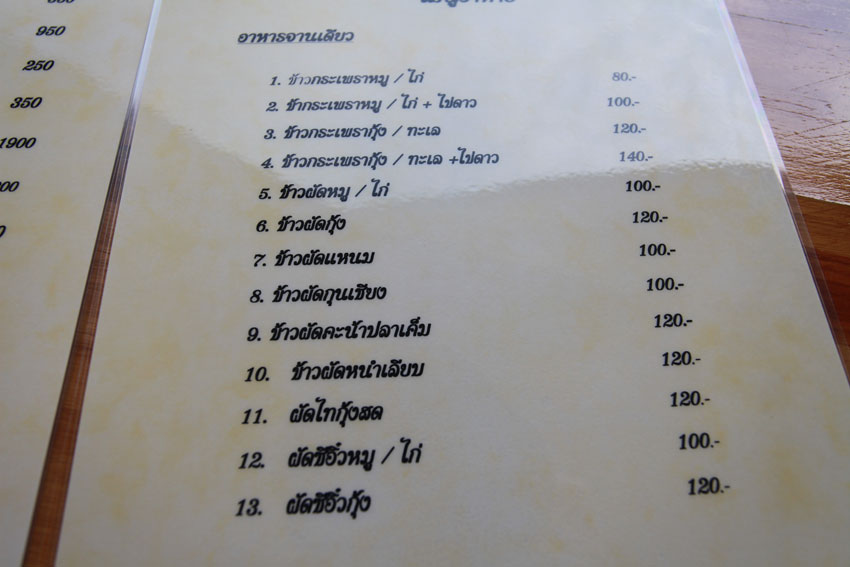 950
250
350
1900
อาหารจานเดียว
1. ข้าวกระเพราหมู / ไก่ 80.-
2. ข้ากระเพราหมู / ไก่ + ไข่ดาว 100.-
3. ข้าวกระเพรากุ้ง / ทะเล 120.-
4. ข้าวกระเพรากุ้ง / ทะเล +ไข่ดาว 140.-
5. ข้าวผัดหมู / ไก่ 100.-
6. ข้าวผัดกุ้ง 120.-
7. ข้าวผัดแหนม 100.-
8. ข้าวผัดกุนเชียง 100.-
9. ข้าวผัดคะน้าปลาเค็ม 120.-
10. ข้าวผัดหนำเลียบ 120.-
11. ผัดไทกุ้งสด 120.-
12. ผัดซีอิ๋วหมู / ไก่ 100.-
13. ผัดซีอิ๋วกุ้ง 120.-